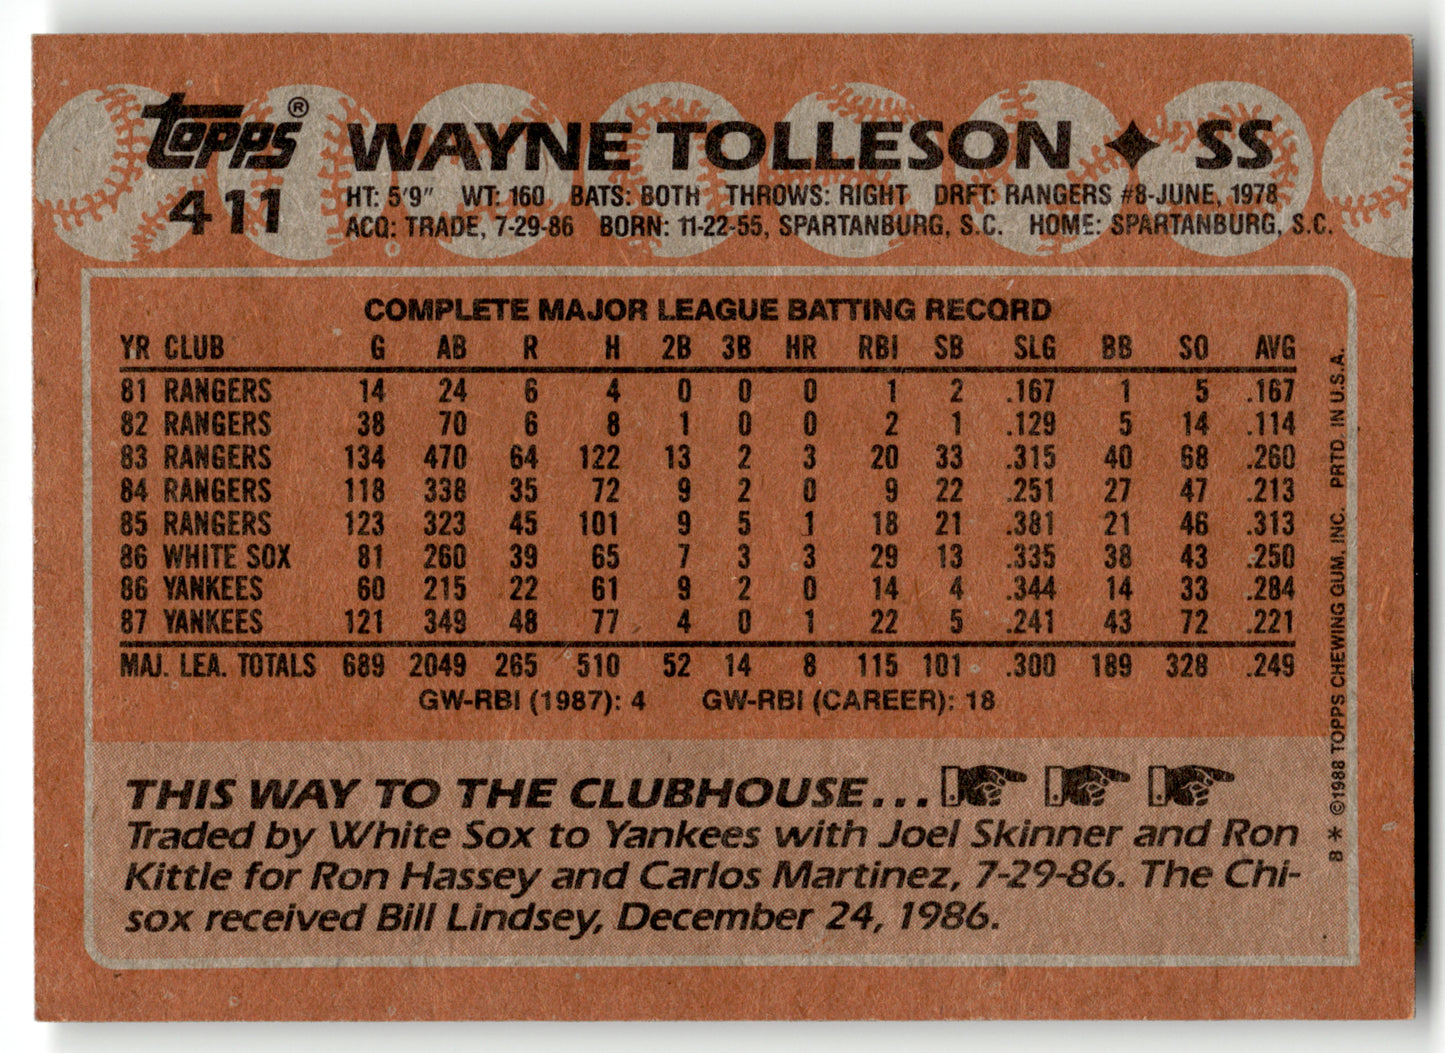 Topps®
411
WAYNE TOLLESON ✦ SS
HT: 5'9" WT: 160 BATS: BOTH THROWS: RIGHT DRFT: RANGERS #8-JUNE, 1978
ACQ: TRADE, 7-29-86 BORN: 11-22-55, SPARTANBURG, S.C. HOME: SPARTANBURG, S.C.
COMPLETE MAJOR LEAGUE BATTING RECORD
YR CLUB G AB R H 2B 3B HR RBI SB SLG BB SO AVG
81 RANGERS 14 24 6 4 0 0 0 1 2 .167 1 5 .167
82 RANGERS 38 70 6 8 1 0 0 2 1 .129 5 14 .114
83 RANGERS 134 470 64 122 13 2 3 20 33 .315 40 68 .260
84 RANGERS 118 338 35 72 9 2 0 9 22 .251 27 47 .213
85 RANGERS 123 323 45 101 9 5 1 18 21 .381 21 46 .313
86 WHITE SOX 81 260 39 65 7 3 3 29 13 .335 38 43 .250
86 YANKEES 60 215 22 61 9 2 0 14 4 .344 14 33 .284
87 YANKEES 121 349 48 77 4 0 1 22 5 .241 43 72 .221
MAJ. LEA. TOTALS 689 2049 265 510 52 14 8 115 101 .300 189 328 .249
GW-RBI (1987): 4 GW-RBI (CAREER): 18
THIS WAY TO THE CLUBHOUSE...
Traded by White Sox to Yankees with Joel Skinner and Ron
Kittle for Ron Hassey and Carlos Martinez, 7-29-86. The Chi-
sox received Bill Lindsey, December 24, 1986.
B * ©1988 TOPPS CHEWING GUM, INC. PRTD. IN U.S.A.